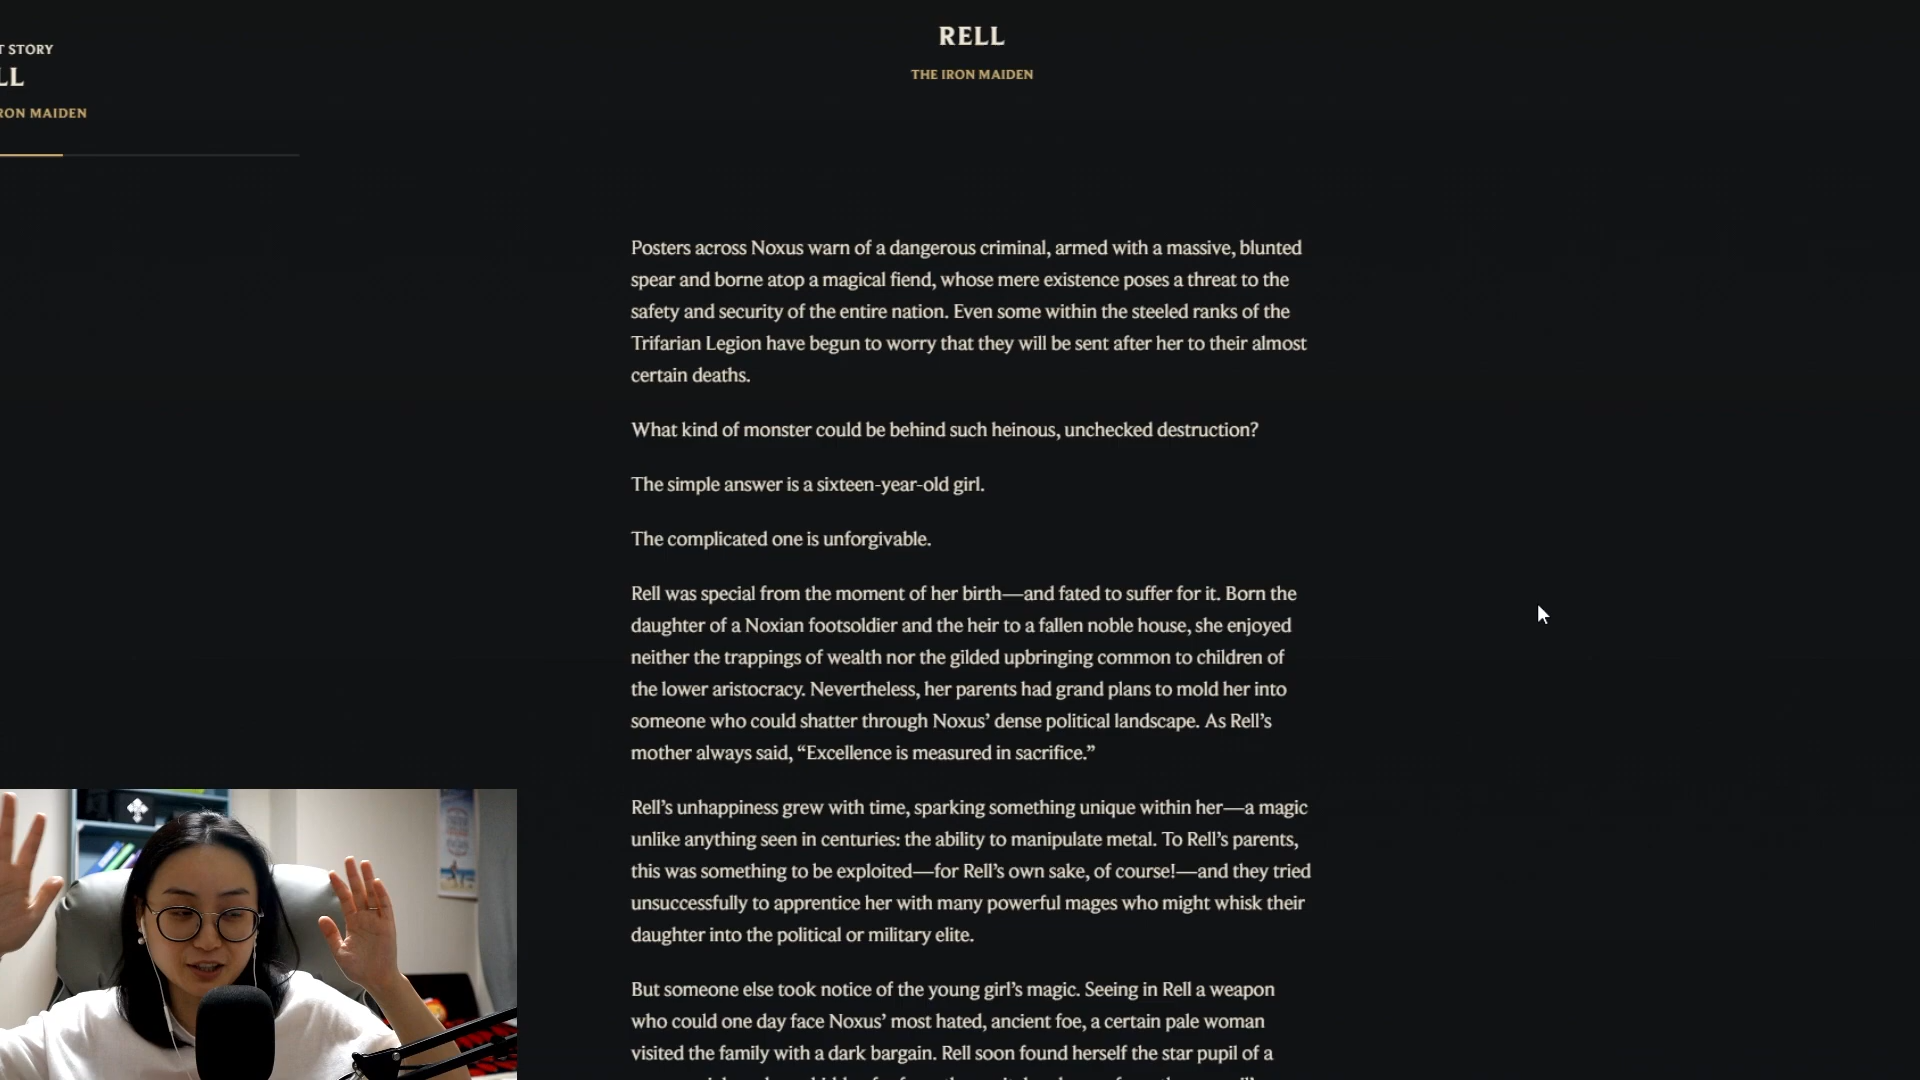 T STORY
LL
RON MAIDEN
RELL
THE IRON MAIDEN
Posters across Noxus warn of a dangerous criminal, armed with a massive, blunted
spear and borne atop a magical fiend, whose mere existence poses a threat to the
safety and security of the entire nation. Even some within the steeled ranks of the
Trifarian Legion have begun to worry that they will be sent after her to their almost
certain deaths.
What kind of monster could be behind such heinous, unchecked destruction?
The simple answer is a sixteen-year-old girl.
The complicated one is unforgivable.
Rell was special from the moment of her birth—and fated to suffer for it. Born the
daughter of a Noxian footsoldier and the heir to a fallen noble house, she enjoyed
neither the trappings of wealth nor the gilded upbringing common to children of
the lower aristocracy. Nevertheless, her parents had grand plans to mold her into
someone who could shatter through Noxus’ dense political landscape. As Rell’s
mother always said, “Excellence is measured in sacrifice.”
Rell’s unhappiness grew with time, sparking something unique within her—a magic
unlike anything seen in centuries: the ability to manipulate metal. To Rell’s parents,
this was something to be exploited—for Rell’s own sake, of course!—and they tried
unsuccessfully to apprentice her with many powerful mages who might whisk their
daughter into the political or military elite.
But someone else took notice of the young girl’s magic. Seeing in Rell a weapon
who could one day face Noxus’ most hated, ancient foe, a certain pale woman
visited the family with a dark bargain. Rell soon found herself the star pupil of a